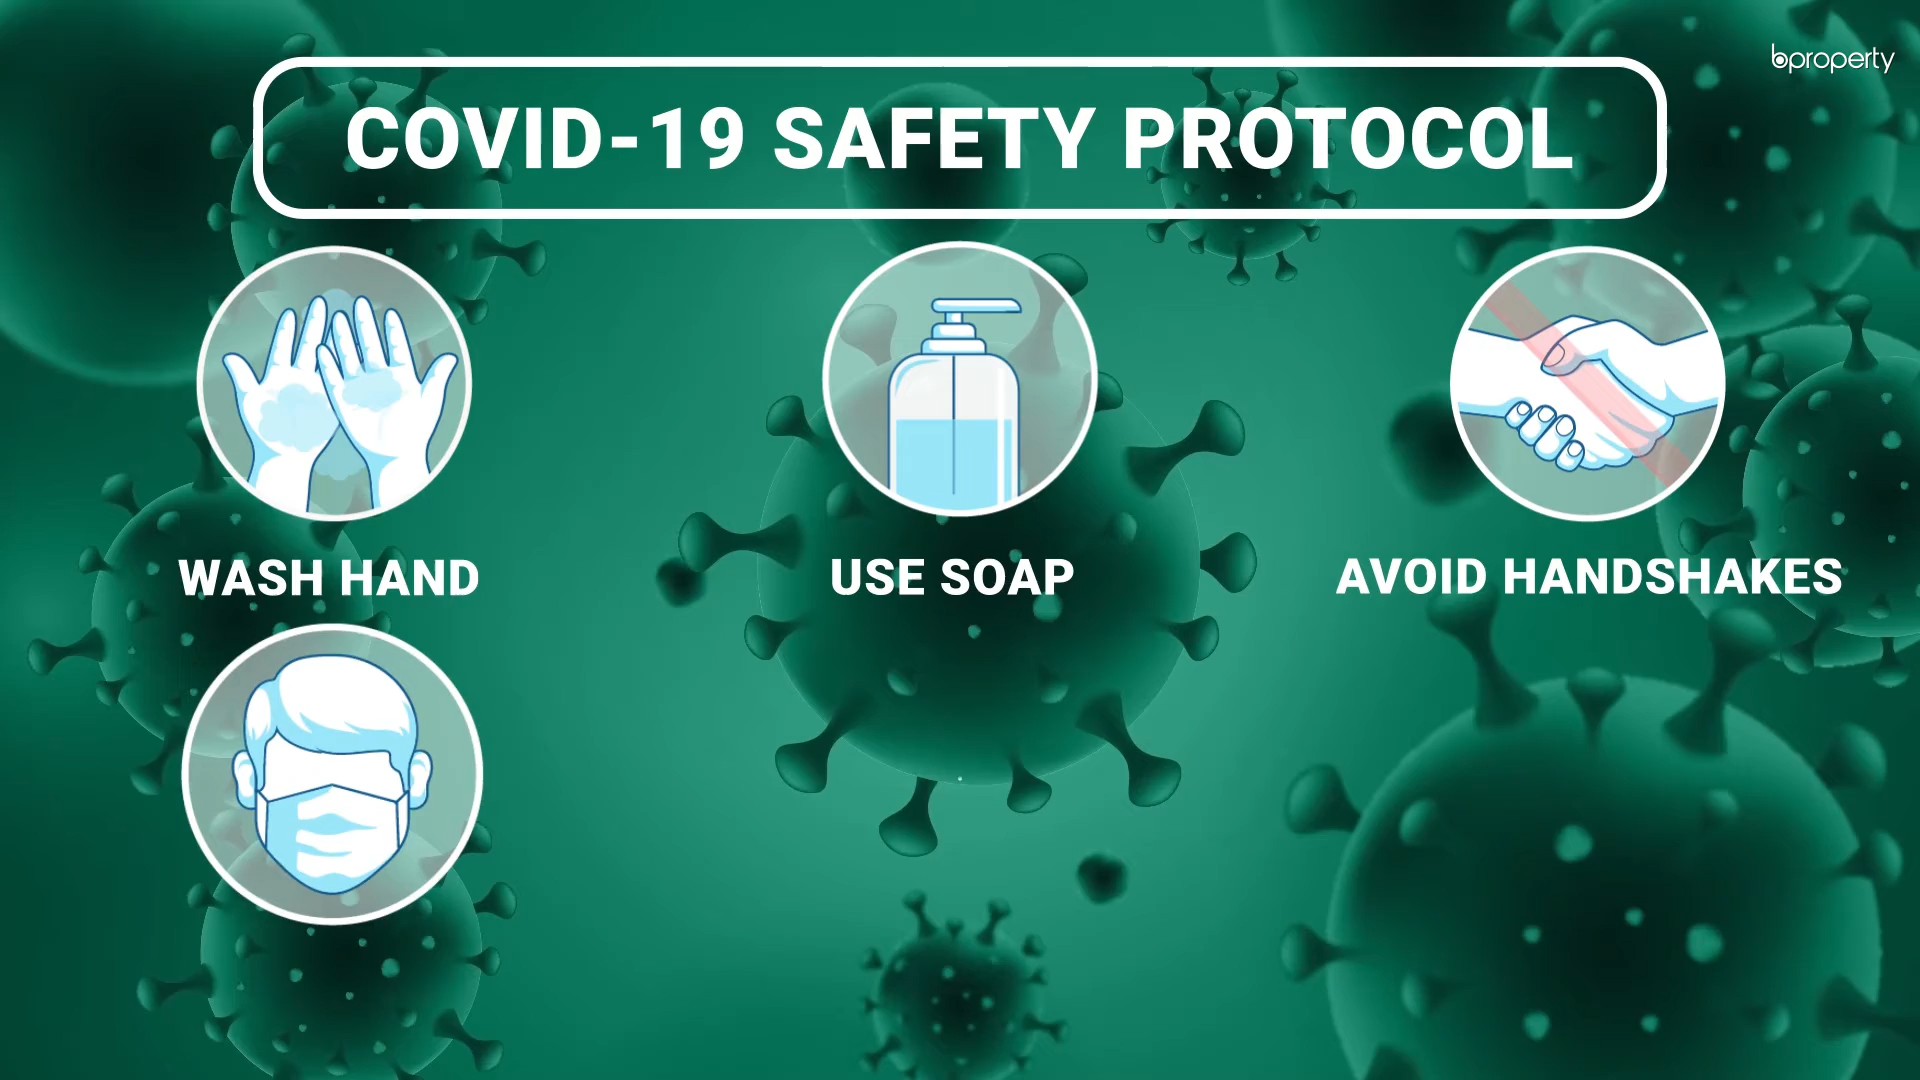 bproperty
COVID-19 SAFETY PROTOCOL
WASH HAND
USE SOAP
AVOID HANDSHAKES